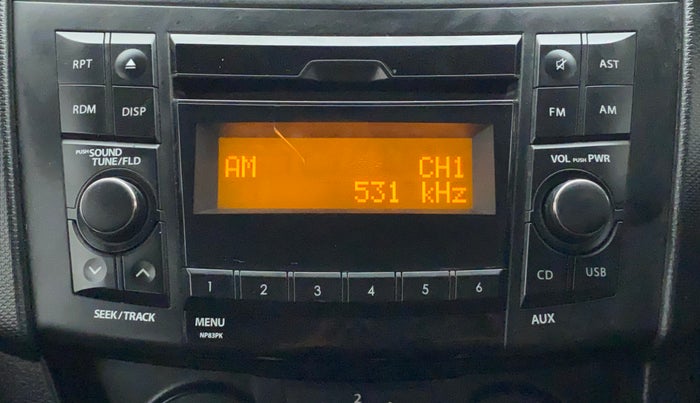 RPT
AST
RDM
DISP
FM
AM
PUSH SOUND
TUNE/FLD
VOL PUSH PWR
AM CH1
531 kHz
CD
USB
1 2 3 4 5 6
SEEK/TRACK
MENU
NP83PK
AUX
2